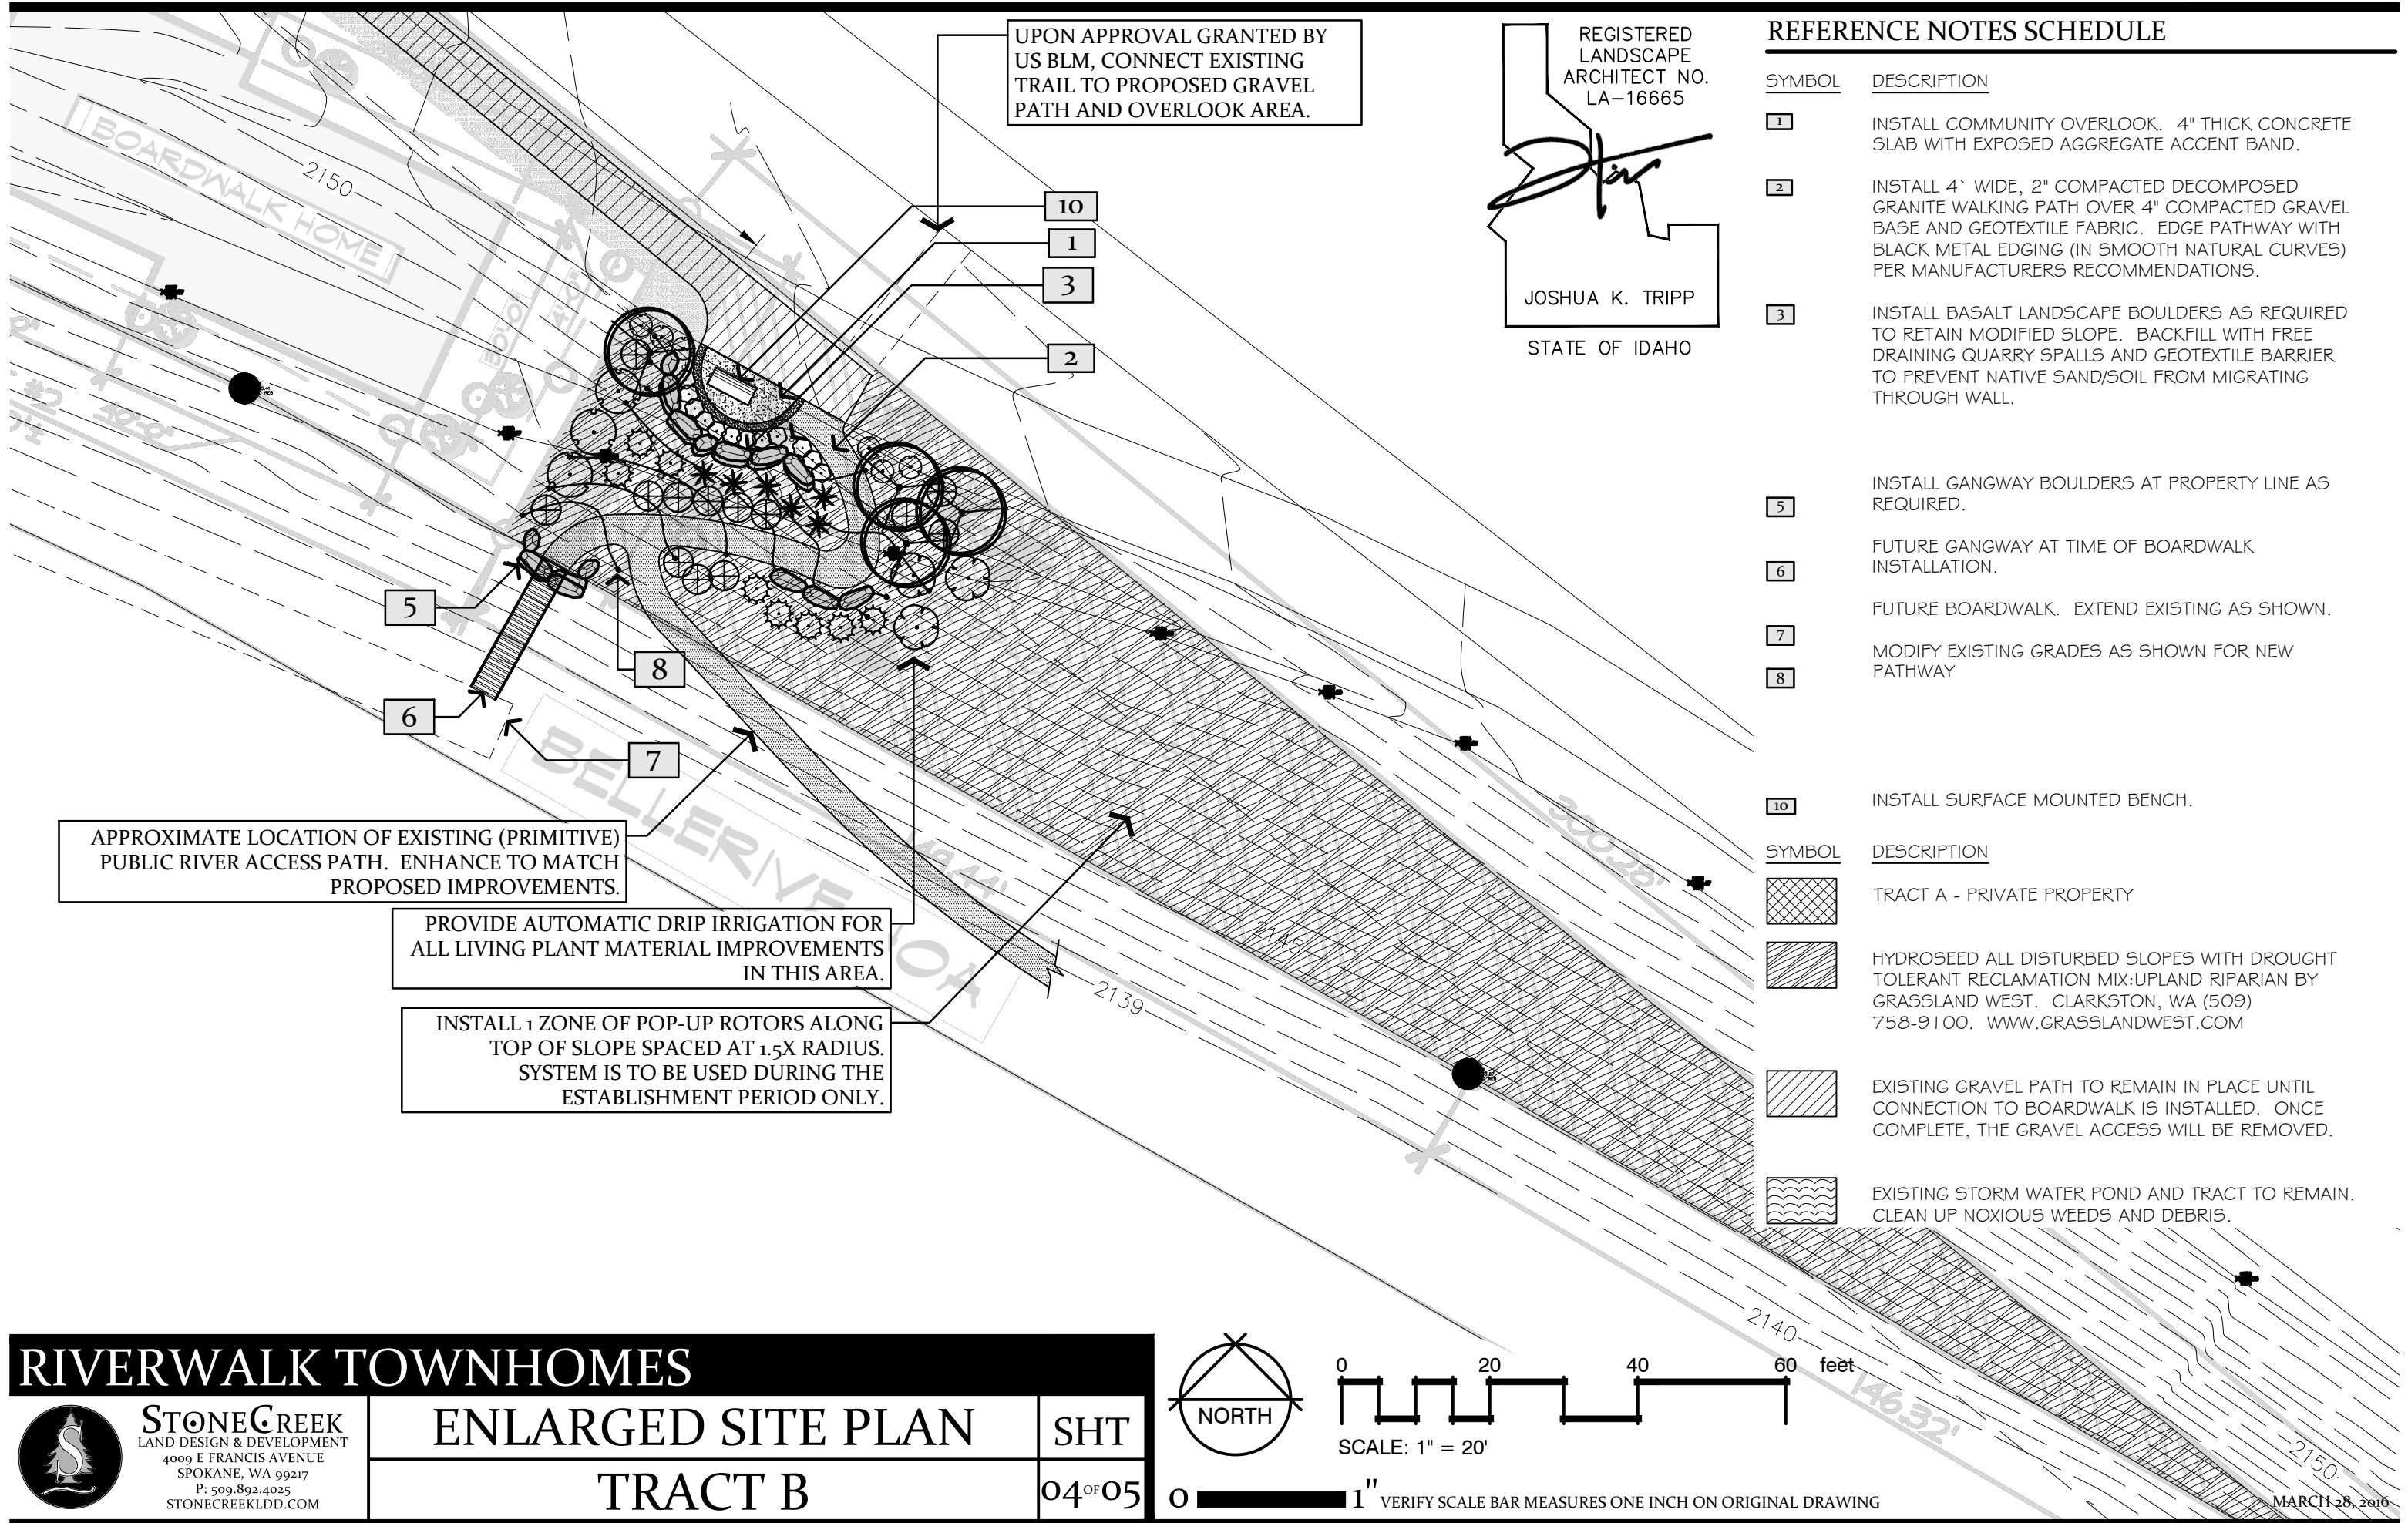 UPON APPROVAL GRANTED BY
US BLM, CONNECT EXISTING
TRAIL TO PROPOSED GRAVEL
PATH AND OVERLOOK AREA.
REGISTERED
LANDSCAPE
ARCHITECT NO.
LA-16665
JOSHUA K. TRIPP
STATE OF IDAHO
REFERENCE NOTES SCHEDULE
SYMBOL DESCRIPTION
1 INSTALL COMMUNITY OVERLOOK. 4" THICK CONCRETE
SLAB WITH EXPOSED AGGREGATE ACCENT BAND.
2 INSTALL 4` WIDE, 2" COMPACTED DECOMPOSED
GRANITE WALKING PATH OVER 4" COMPACTED GRAVEL
BASE AND GEOTEXTILE FABRIC. EDGE PATHWAY WITH
BLACK METAL EDGING (IN SMOOTH NATURAL CURVES)
PER MANUFACTURERS RECOMMENDATIONS.
3 INSTALL BASALT LANDSCAPE BOULDERS AS REQUIRED
TO RETAIN MODIFIED SLOPE. BACKFILL WITH FREE
DRAINING QUARRY SPALLS AND GEOTEXTILE BARRIER
TO PREVENT NATIVE SAND/SOIL FROM MIGRATING
THROUGH WALL.
INSTALL GANGWAY BOULDERS AT PROPERTY LINE AS
5 REQUIRED.
FUTURE GANGWAY AT TIME OF BOARDWALK
6 INSTALLATION.
FUTURE BOARDWALK. EXTEND EXISTING AS SHOWN.
7
MODIFY EXISTING GRADES AS SHOWN FOR NEW
8 PATHWAY
10 INSTALL SURFACE MOUNTED BENCH.
SYMBOL DESCRIPTION
TRACT A - PRIVATE PROPERTY
HYDROSEED ALL DISTURBED SLOPES WITH DROUGHT
TOLERANT RECLAMATION MIX:UPLAND RIPARIAN BY
GRASSLAND WEST. CLARKSTON, WA (509)
758-9100. WWW.GRASSLANDWEST.COM
EXISTING GRAVEL PATH TO REMAIN IN PLACE UNTIL
CONNECTION TO BOARDWALK IS INSTALLED. ONCE
COMPLETE, THE GRAVEL ACCESS WILL BE REMOVED.
EXISTING STORM WATER POND AND TRACT TO REMAIN.
CLEAN UP NOXIOUS WEEDS AND DEBRIS.
BOARDWALK HOME
2150
30'-0"
#2
40'-0"
10
1
3
2
5
6
8
7
BELLERIVE HOA
300.28'
2145
2139
2140
146.32'
2150
APPROXIMATE LOCATION OF EXISTING (PRIMITIVE)
PUBLIC RIVER ACCESS PATH. ENHANCE TO MATCH
PROPOSED IMPROVEMENTS.
PROVIDE AUTOMATIC DRIP IRRIGATION FOR
ALL LIVING PLANT MATERIAL IMPROVEMENTS
IN THIS AREA.
INSTALL 1 ZONE OF POP-UP ROTORS ALONG
TOP OF SLOPE SPACED AT 1.5X RADIUS.
SYSTEM IS TO BE USED DURING THE
ESTABLISHMENT PERIOD ONLY.
RIVERWALK TOWNHOMES
S
STONECREEK
LAND DESIGN & DEVELOPMENT
4009 E FRANCIS AVENUE
SPOKANE, WA 99217
P: 509.892.4025
STONECREEKLDD.COM
ENLARGED SITE PLAN
TRACT B
SHT
04 OF 05
NORTH
0 20 40 60 feet
SCALE: 1" = 20'
0 1" VERIFY SCALE BAR MEASURES ONE INCH ON ORIGINAL DRAWING
MARCH 28, 2016